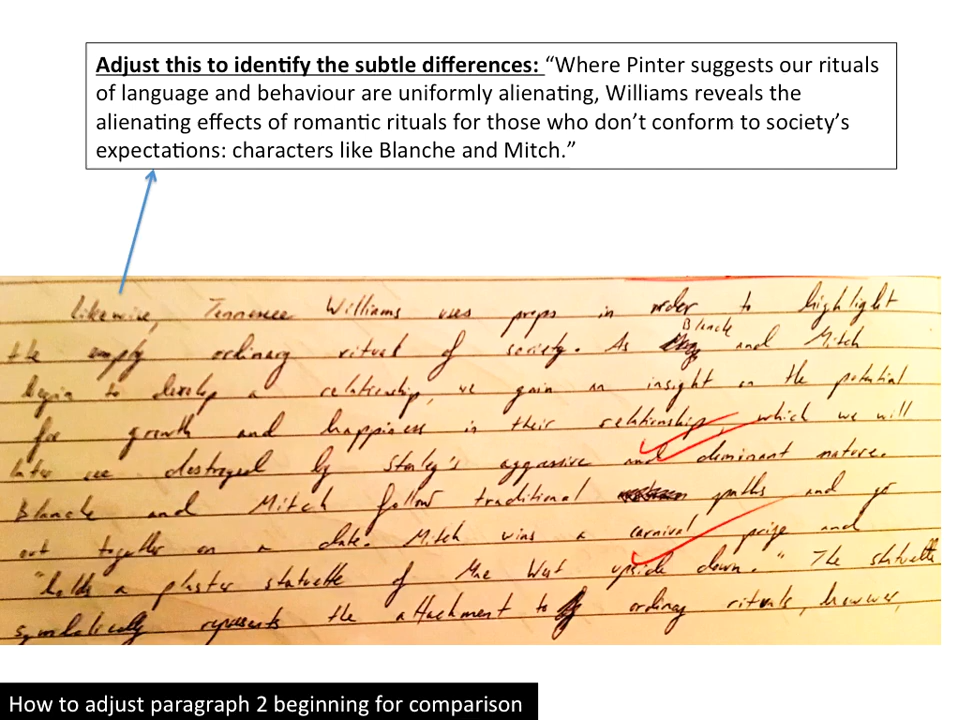 Adjust this to identify the subtle differences: “Where Pinter suggests our rituals
of language and behaviour are uniformly alienating, Williams reveals the
alienating effects of romantic rituals for those who don’t conform to society’s
expectations: characters like Blanche and Mitch.”
Likewise, Tennessee Williams uses props in order to highlight
the empty ordinary ritual of society. As Blanche and Mitch
begin to develop a relationship, we gain an insight on the potential
for growth and happiness in their relationship, which we will
later see destroyed by Stanley's aggressive and dominant nature.
Blanche and Mitch follow traditional paths and go
out together on a date. Mitch wins a carnival prize and
"holds a plaster statuette of Mae West upside down." The statuette
symbolically represents the attachment to ordinary rituals, however,
How to adjust paragraph 2 beginning for comparison